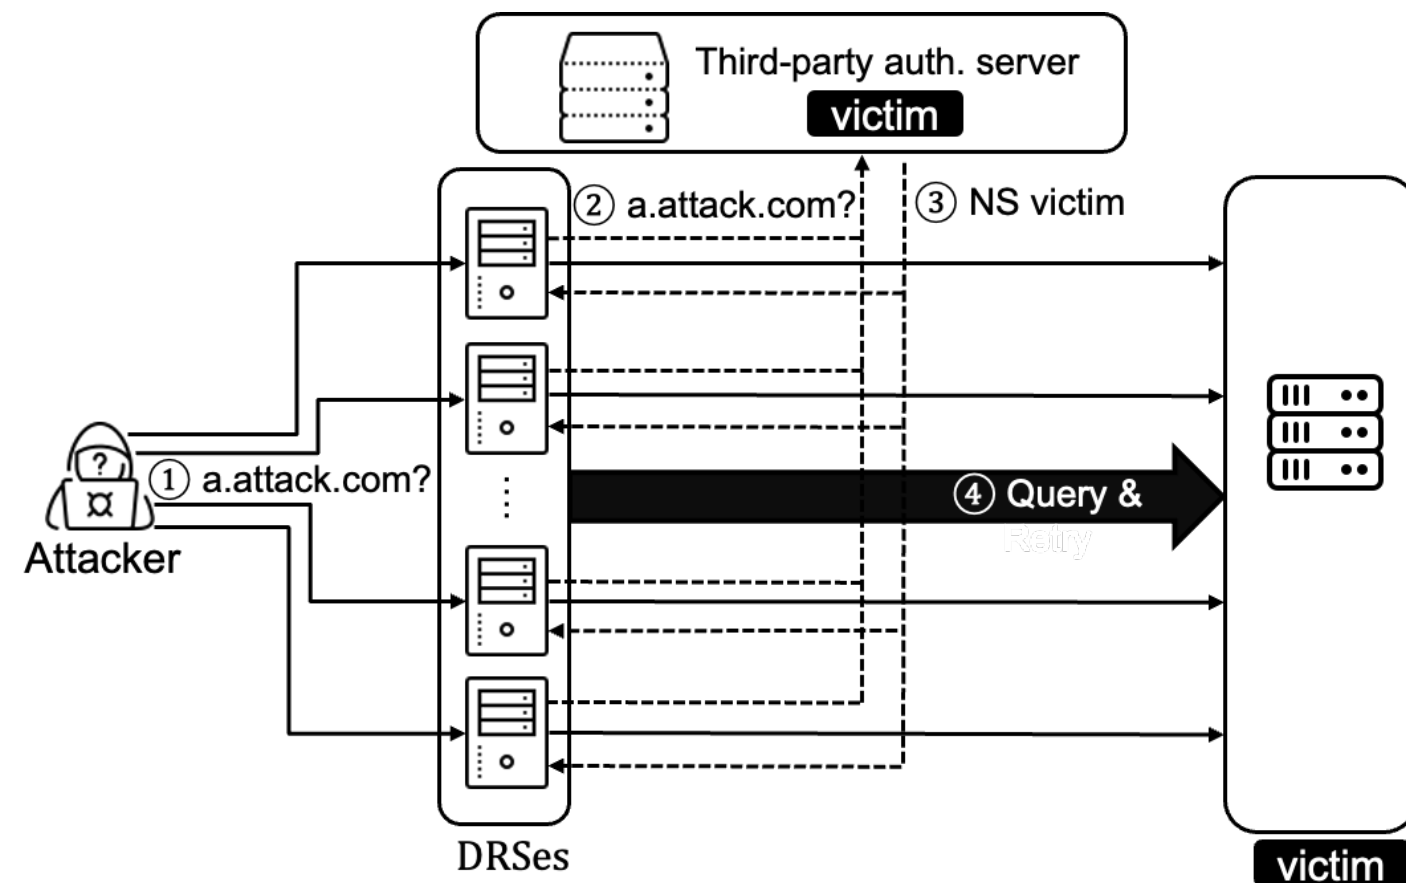 Third-party auth. server
victim
② a.attack.com?
③ NS victim
① a.attack.com?
Attacker
④ Query &
Retry
DRSes
victim